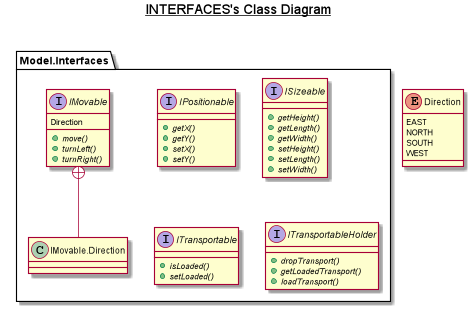 INTERFACES's Class Diagram
Model.Interfaces
I IMovable
Direction
move()
turnLeft()
turnRight()
I IPositionable
getX()
getY()
setX()
setY()
I ISizeable
getHeight()
getLength()
getWidth()
setHeight()
setLength()
setWidth()
E Direction
EAST
NORTH
SOUTH
WEST
C IMovable.Direction
I ITransportable
isLoaded()
setLoaded()
I ITransportableHolder
dropTransport()
getLoadedTransport()
loadTransport()